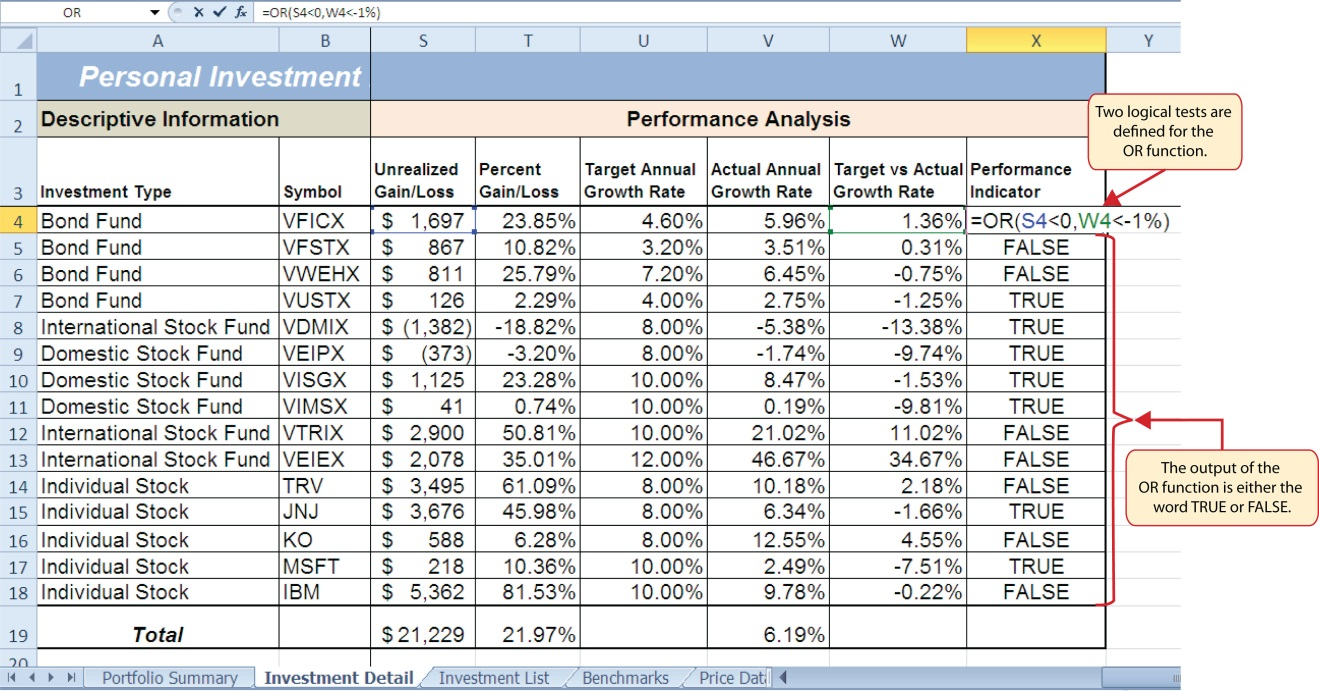 OR =OR(S4<0,W4<-1%)
A B S T U V W X Y
1 Personal Investment
2 Descriptive Information Performance Analysis
Unrealized Percent Target Annual Actual Annual Target vs Actual Performance
3 Investment Type Symbol Gain/Loss Gain/Loss Growth Rate Growth Rate Growth Rate Indicator
4 Bond Fund VFICX $ 1,697 23.85% 4.60% 5.96% 1.36% =OR(S4<0,W4<-1%)
5 Bond Fund VFSTX $ 867 10.82% 3.20% 3.51% 0.31% FALSE
6 Bond Fund VWEHX $ 811 25.79% 7.20% 6.45% -0.75% FALSE
7 Bond Fund VUSTX $ 126 2.29% 4.00% 2.75% -1.25% TRUE
8 International Stock Fund VDMIX $ (1,382) -18.82% 8.00% -5.38% -13.38% TRUE
9 Domestic Stock Fund VEIPX $ (373) -3.20% 8.00% -1.74% -9.74% TRUE
10 Domestic Stock Fund VISGX $ 1,125 23.28% 10.00% 8.47% -1.53% TRUE
11 Domestic Stock Fund VIMSX $ 41 0.74% 10.00% 0.19% -9.81% TRUE
12 International Stock Fund VTRIX $ 2,900 50.81% 10.00% 21.02% 11.02% FALSE
13 International Stock Fund VEIEX $ 2,078 35.01% 12.00% 46.67% 34.67% FALSE
14 Individual Stock TRV $ 3,495 61.09% 8.00% 10.18% 2.18% FALSE
15 Individual Stock JNJ $ 3,676 45.98% 8.00% 6.34% -1.66% TRUE
16 Individual Stock KO $ 588 6.28% 8.00% 12.55% 4.55% FALSE
17 Individual Stock MSFT $ 218 10.36% 10.00% 2.49% -7.51% TRUE
18 Individual Stock IBM $ 5,362 81.53% 10.00% 9.78% -0.22% FALSE
19 Total $ 21,229 21.97% 6.19%
20
Portfolio Summary Investment Detail Investment List Benchmarks Price Data
Two logical tests are
defined for the
OR function.
The output of the
OR function is either the
word TRUE or FALSE.